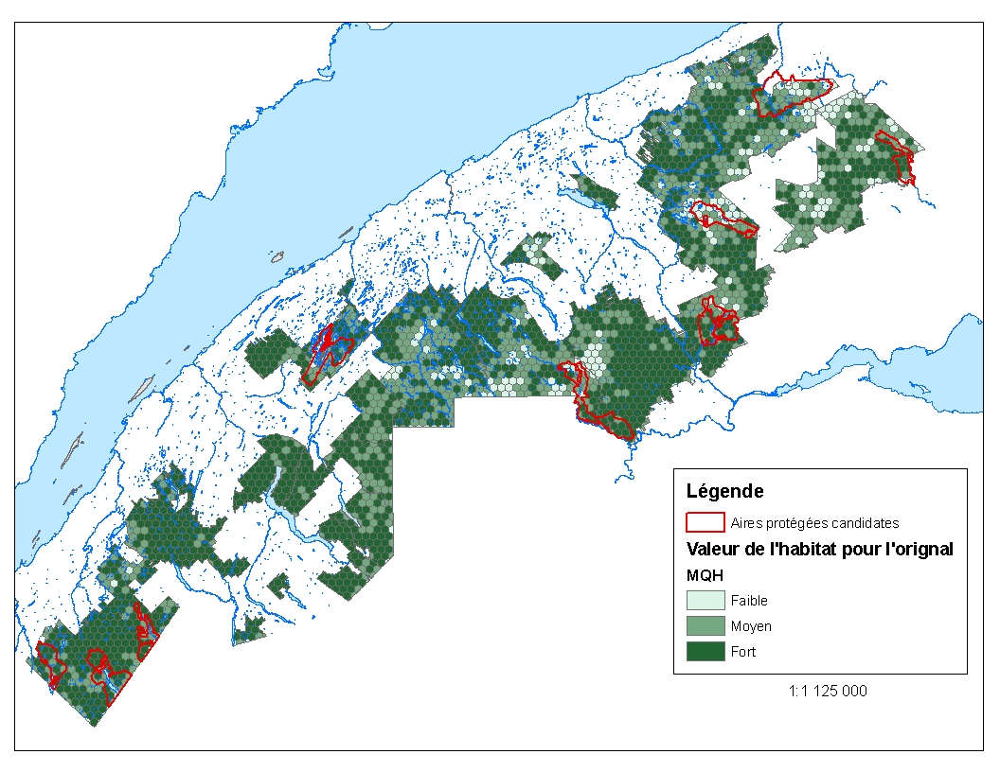 Légende
Aires protégées candidates
Valeur de l'habitat pour l'orignal
MQH
Faible
Moyen
Fort
1:1 125 000